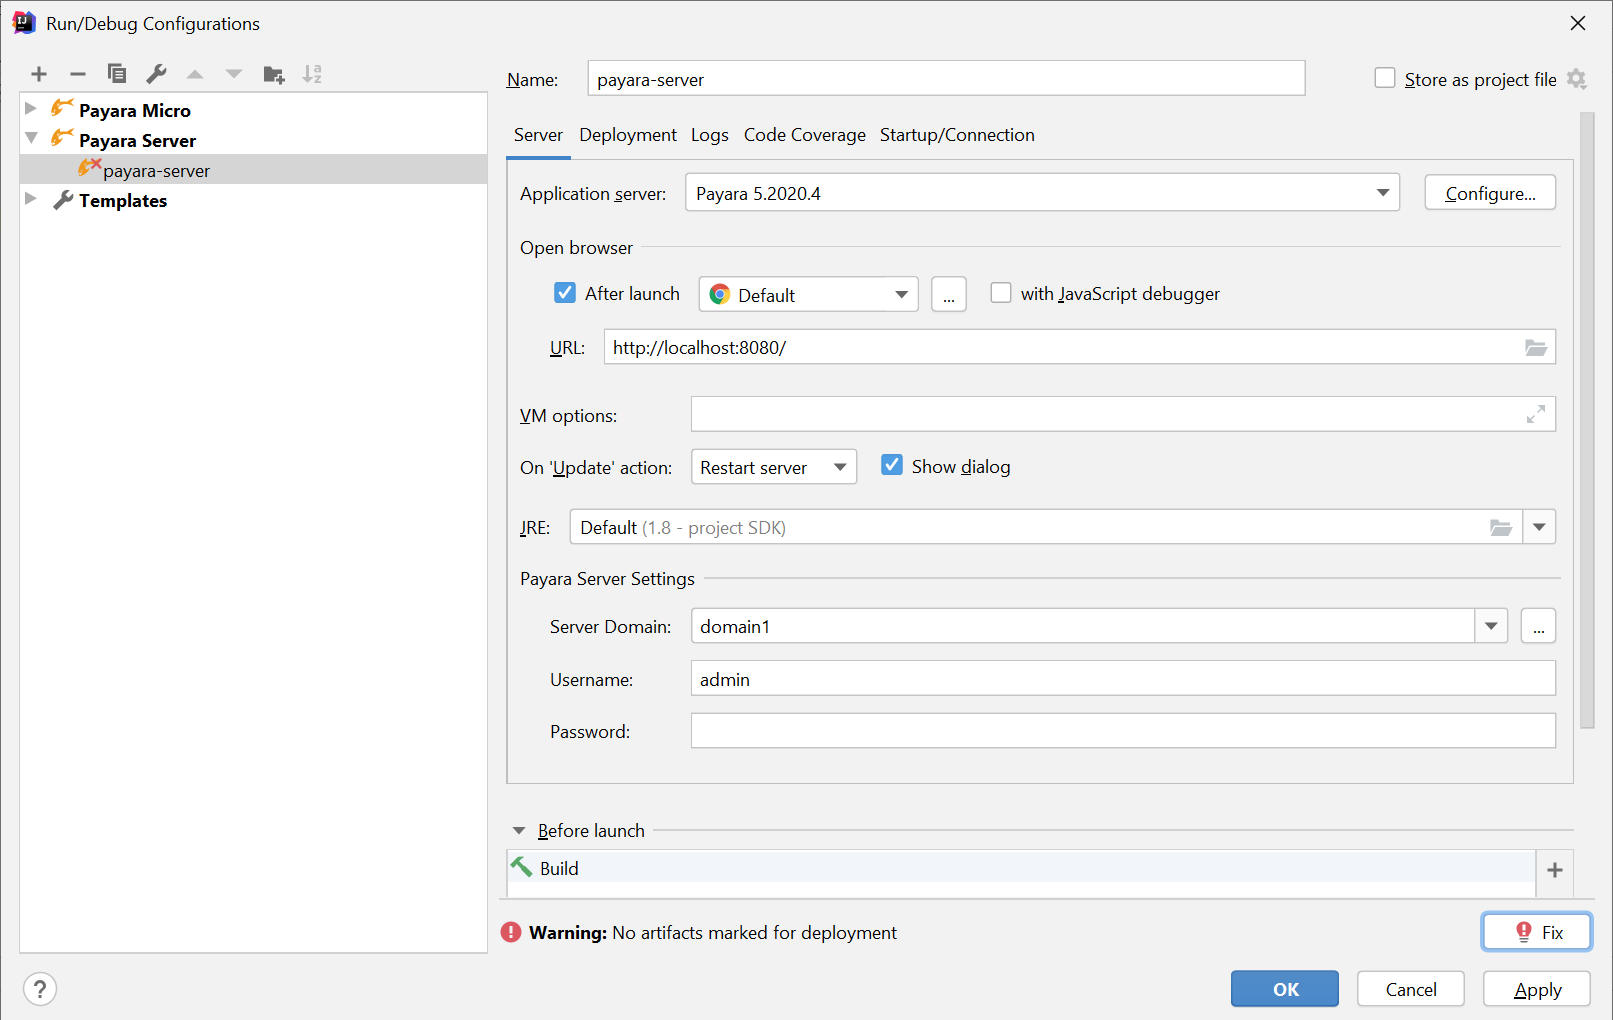 Run/Debug Configurations
Name: payara-server Store as project file
Payara Micro
Payara Server
payara-server
Templates
Server Deployment Logs Code Coverage Startup/Connection
Application server: Payara 5.2020.4 Configure...
Open browser
After launch Default ... with JavaScript debugger
URL: http://localhost:8080/
VM options:
On 'Update' action: Restart server Show dialog
JRE: Default (1.8 - project SDK)
Payara Server Settings
Server Domain: domain1 ...
Username: admin
Password:
Before launch
Build
Warning: No artifacts marked for deployment Fix
? OK Cancel Apply